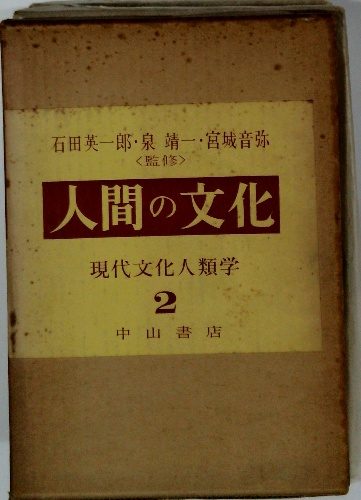 石田英一郎・泉 靖一・宮城音弥
<監修>
人間の文化
現代文化人類学
2
中山書店